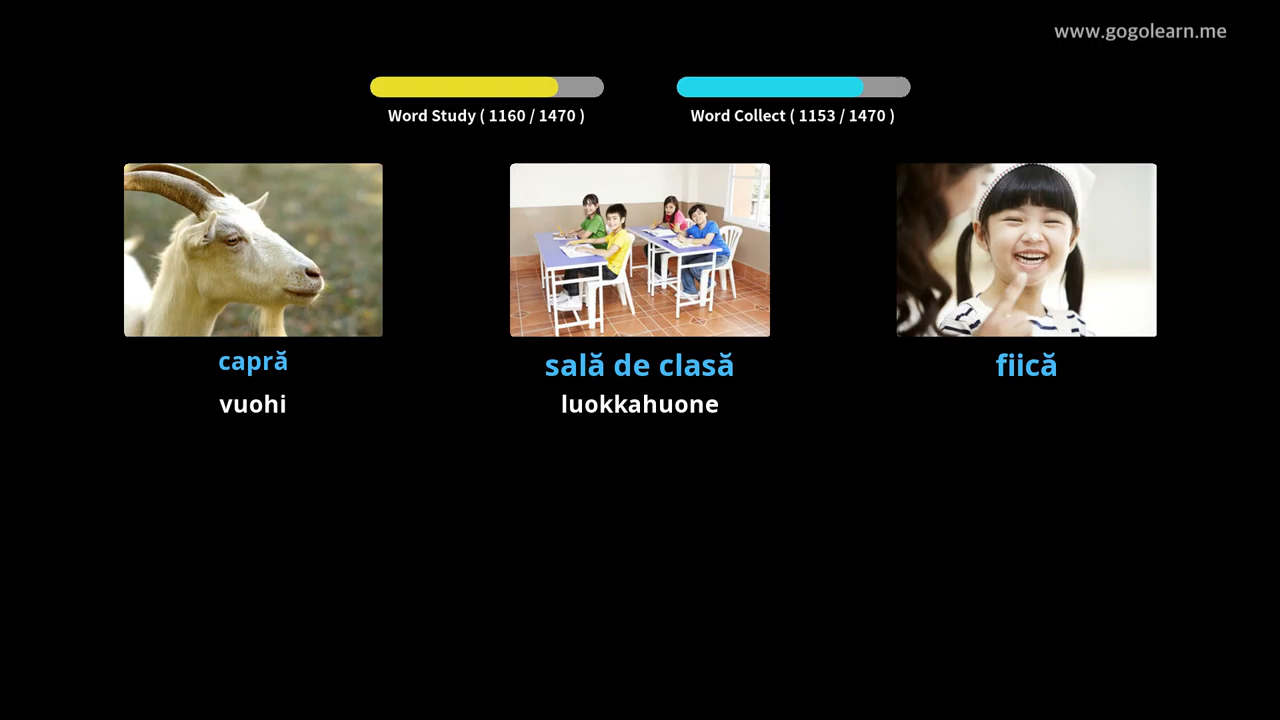 www.gogolearn.me
Word Study ( 1160 / 1470 )
Word Collect ( 1153 / 1470 )
capră
sală de clasă
fiică
vuohi
luokkahuone